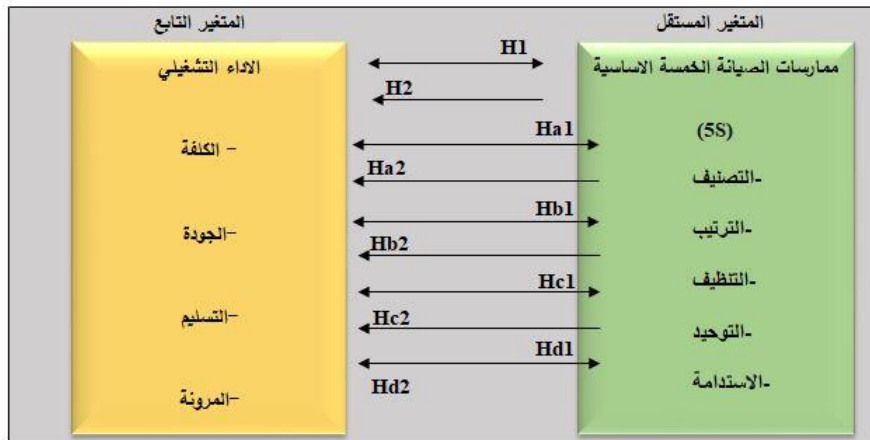 المتغير المستقل
المتغير التابع
ممارسات الصيانة الخمسة الاساسية
(5S)
-التصنيف
-الترتيب
-التنظيف
-التوحيد
-الاستدامة
H1
H2
Ha1
Ha2
Hb1
Hb2
Hc1
Hc2
Hd1
Hd2
الاداء التشغيلي
– الكلفة
–الجودة
–التسليم
–المرونة